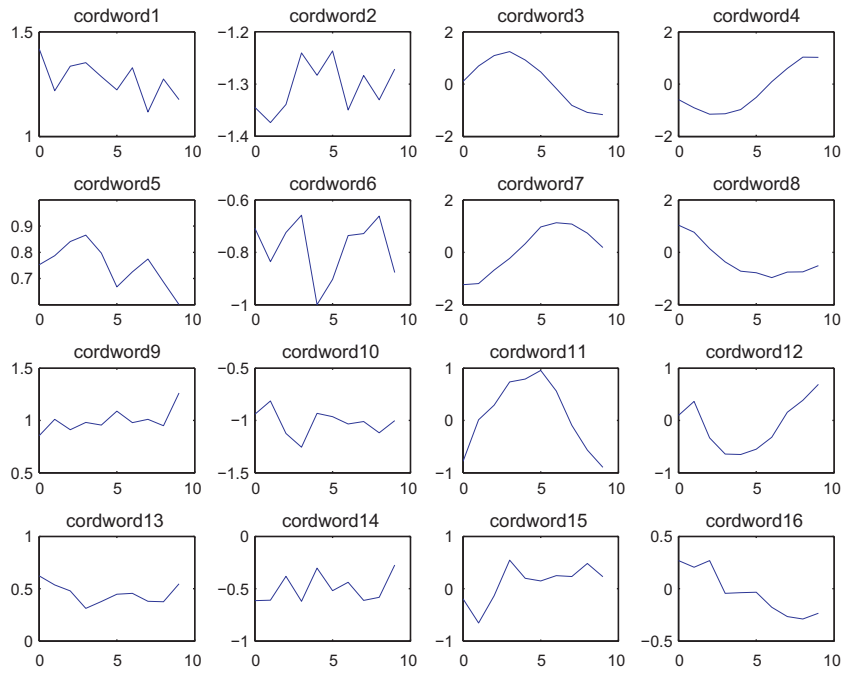 cordword1 cordword2 cordword3 cordword4
1.5 −1.2 2 2
−1.3 0 0
1 −1.4 −2 −2
0 5 10 0 5 10 0 5 10 0 5 10
cordword5 cordword6 cordword7 cordword8
−0.6 2 2
0.9
0.8 −0.8 0 0
0.7
−1 −2 −2
0 5 10 0 5 10 0 5 10 0 5 10
cordword9 cordword10 cordword11 cordword12
1.5 −0.5 1 1
1 −1 0 0
0.5 −1.5 −1 −1
0 5 10 0 5 10 0 5 10 0 5 10
cordword13 cordword14 cordword15 cordword16
1 0 1 0.5
0.5 −0.5 0 0
0 −1 −1 −0.5
0 5 10 0 5 10 0 5 10 0 5 10